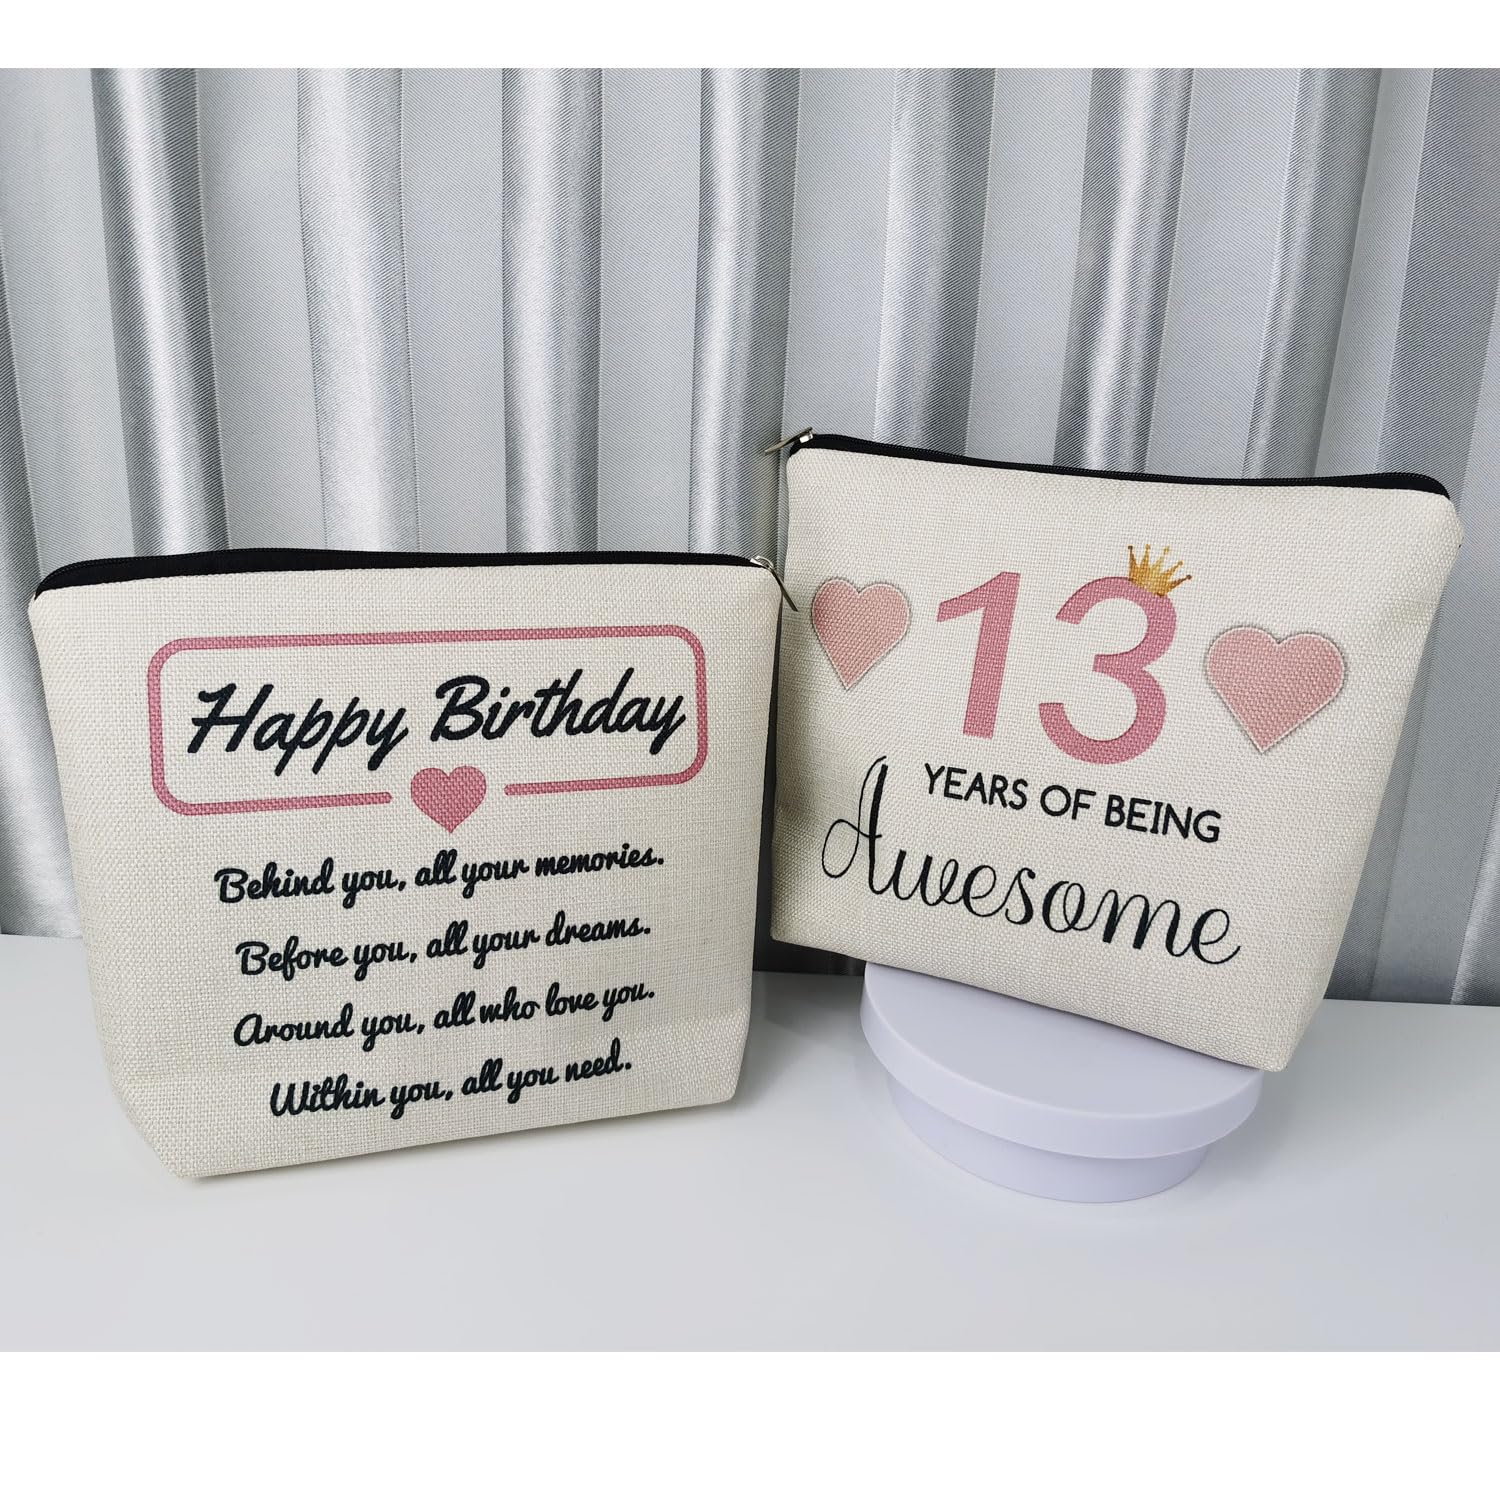 Happy Birthday
Behind you, all your memories.
Before you, all your dreams.
Around you, all who love you.
Within you, all you need.
13
YEARS OF BEING
Awesome